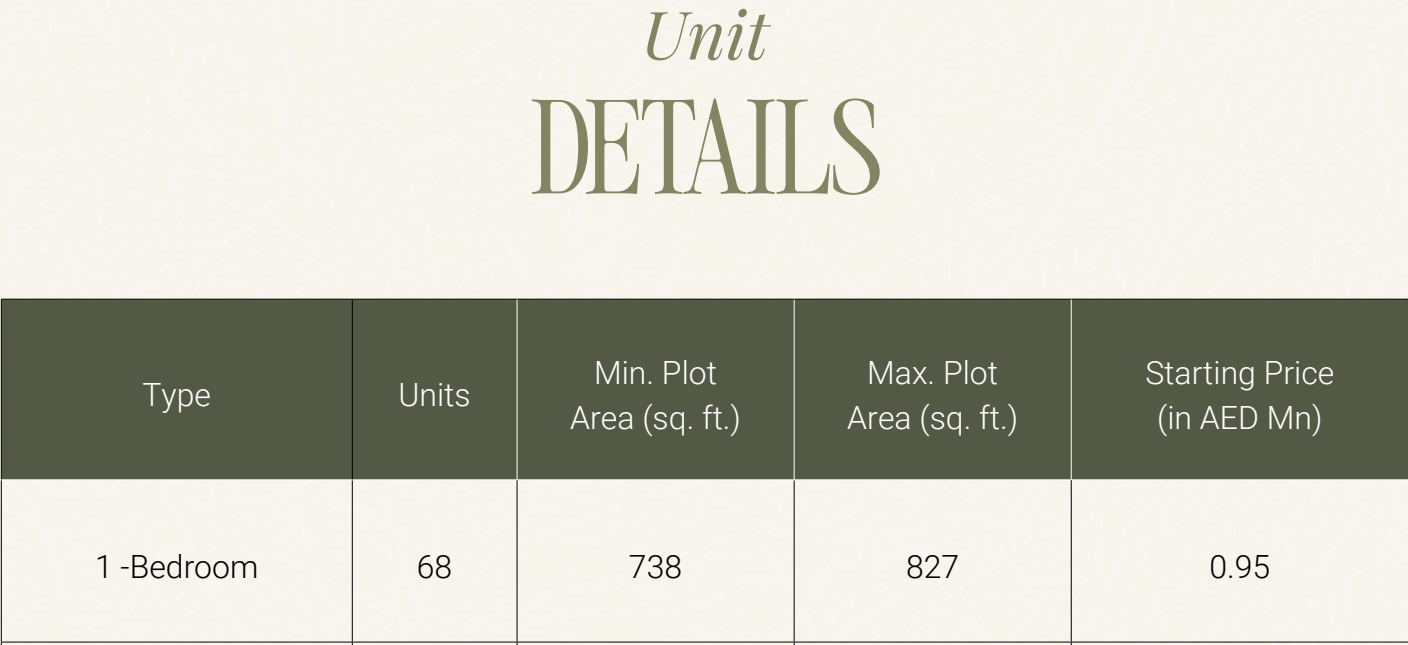 Unit
DETAILS
Type
Units
Min. Plot
Area (sq. ft.)
Max. Plot
Area (sq. ft.)
Starting Price
(in AED Mn)
1 -Bedroom
68
738
827
0.95